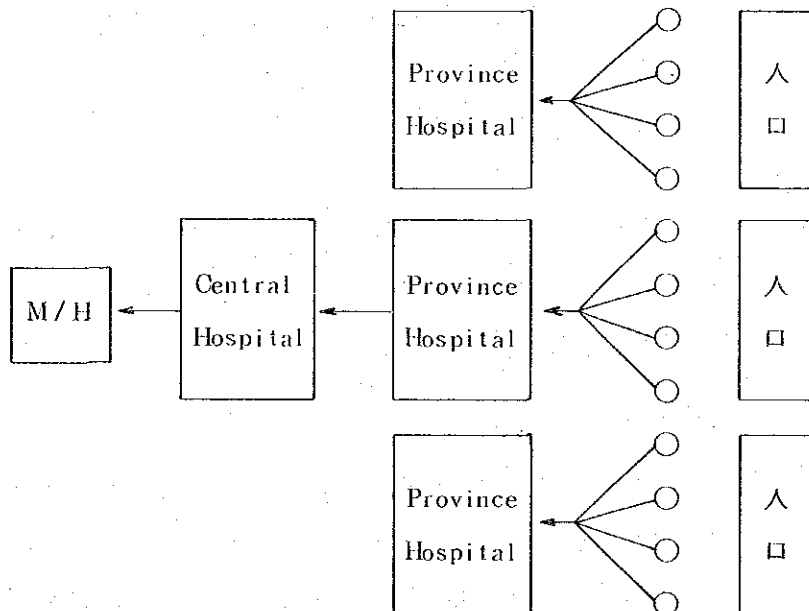 Province
Hospital
人
口
M/H
Central
Hospital
Province
Hospital
人
口
Province
Hospital
人
口